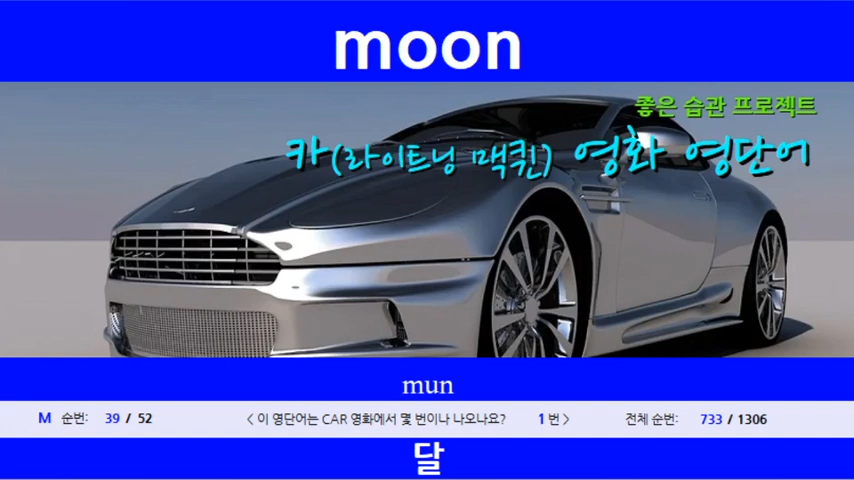 moon
좋은 습관 프로젝트
카(라이트닝 맥퀸) 영화 영단어
mun
M 순번: 39 / 52 < 이 영단어는 CAR 영화에서 몇 번이나 나오나요? 1 번 > 전체 순번: 733 / 1306
달